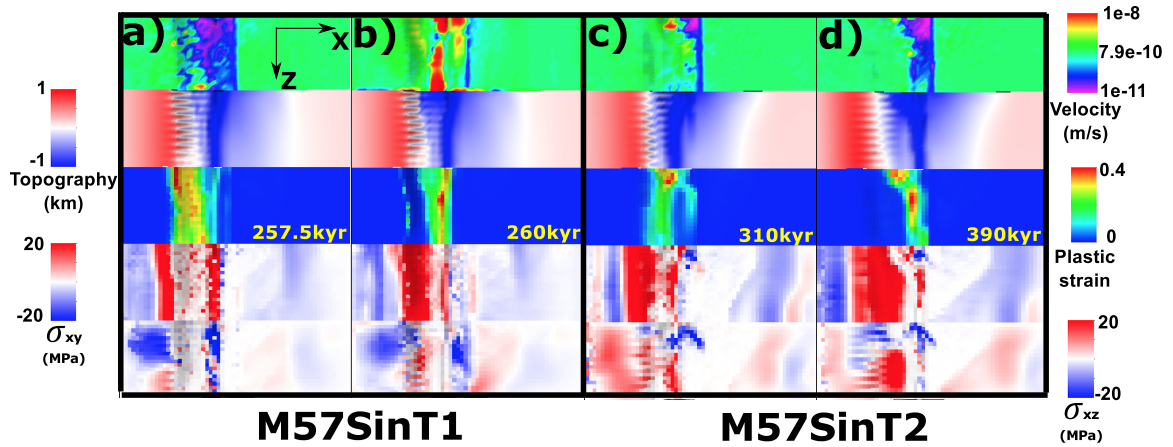 a)
b)
c)
d)
X
Z
1
-1
Topography
(km)
20
-20
σxy
(MPa)
257.5kyr
260kyr
310kyr
390kyr
1e-8
7.9e-10
1e-11
Velocity
(m/s)
0.4
0
Plastic
strain
20
-20
σxz
(MPa)
M57SinT1
M57SinT2